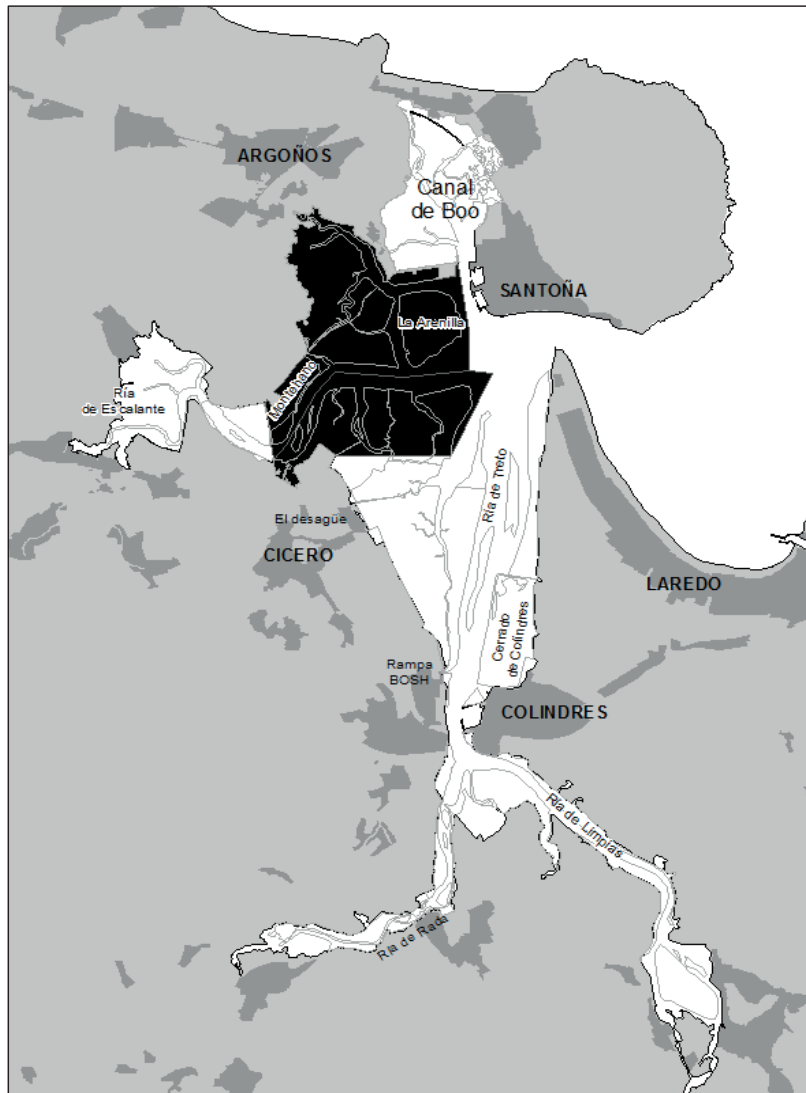 ARGOÑOS
Canal
de Boo
SANTOÑA
La Arenilla
Montehano
Ría
de Escalante
Ría de Treto
El desagüe
CICERO
LAREDO
Cerrado
de Colindres
Rampa
BOSH
COLINDRES
Ría de Limpias
Ría de Rada